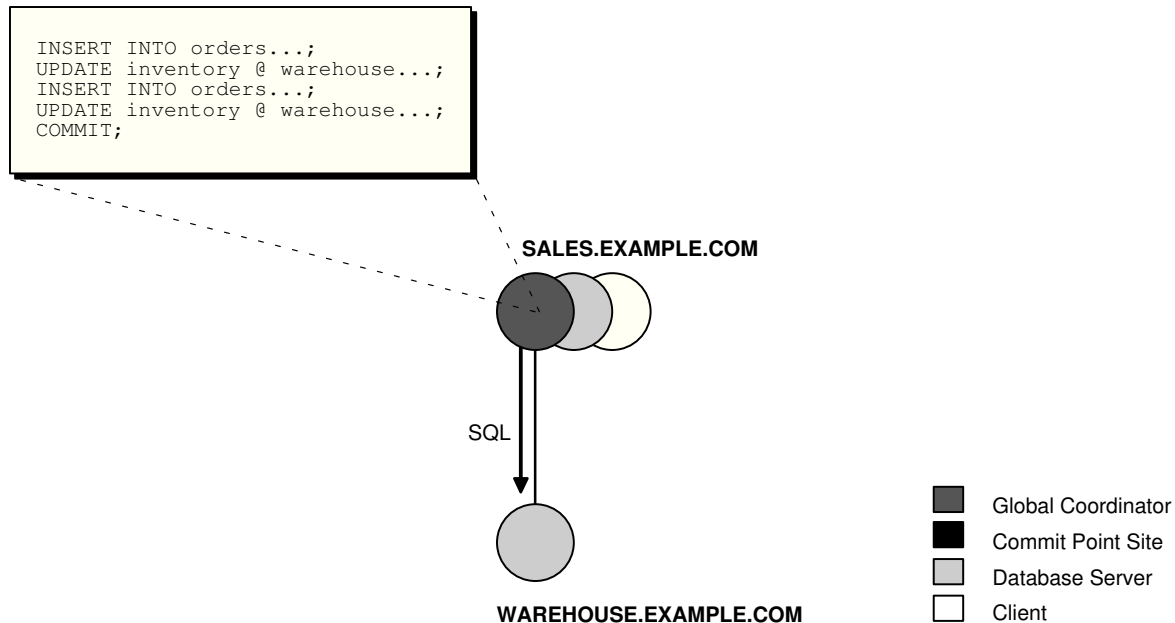 INSERT INTO orders...;
UPDATE inventory @ warehouse...;
INSERT INTO orders...;
UPDATE inventory @ warehouse...;
COMMIT;
SALES.EXAMPLE.COM
SQL
WAREHOUSE.EXAMPLE.COM
Global Coordinator
Commit Point Site
Database Server
Client